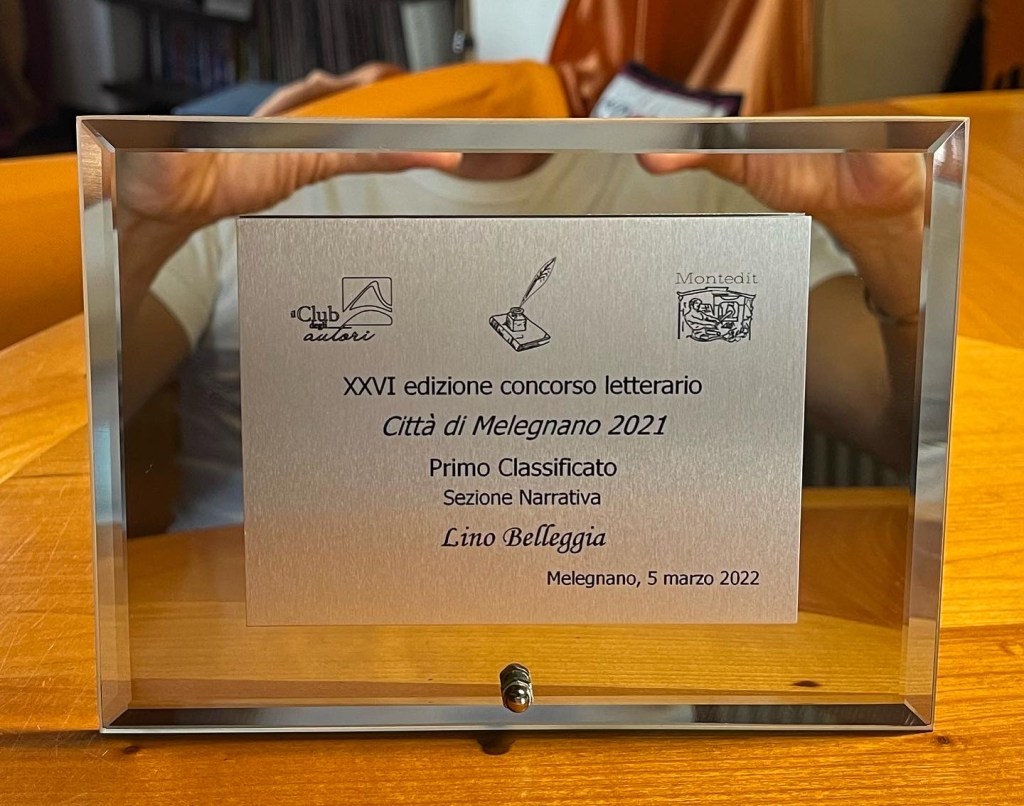 il Club
degli
autori
Montedit
XXVI edizione concorso letterario
Città di Melegnano 2021
Primo Classificato
Sezione Narrativa
Lino Belleggia
Melegnano, 5 marzo 2022